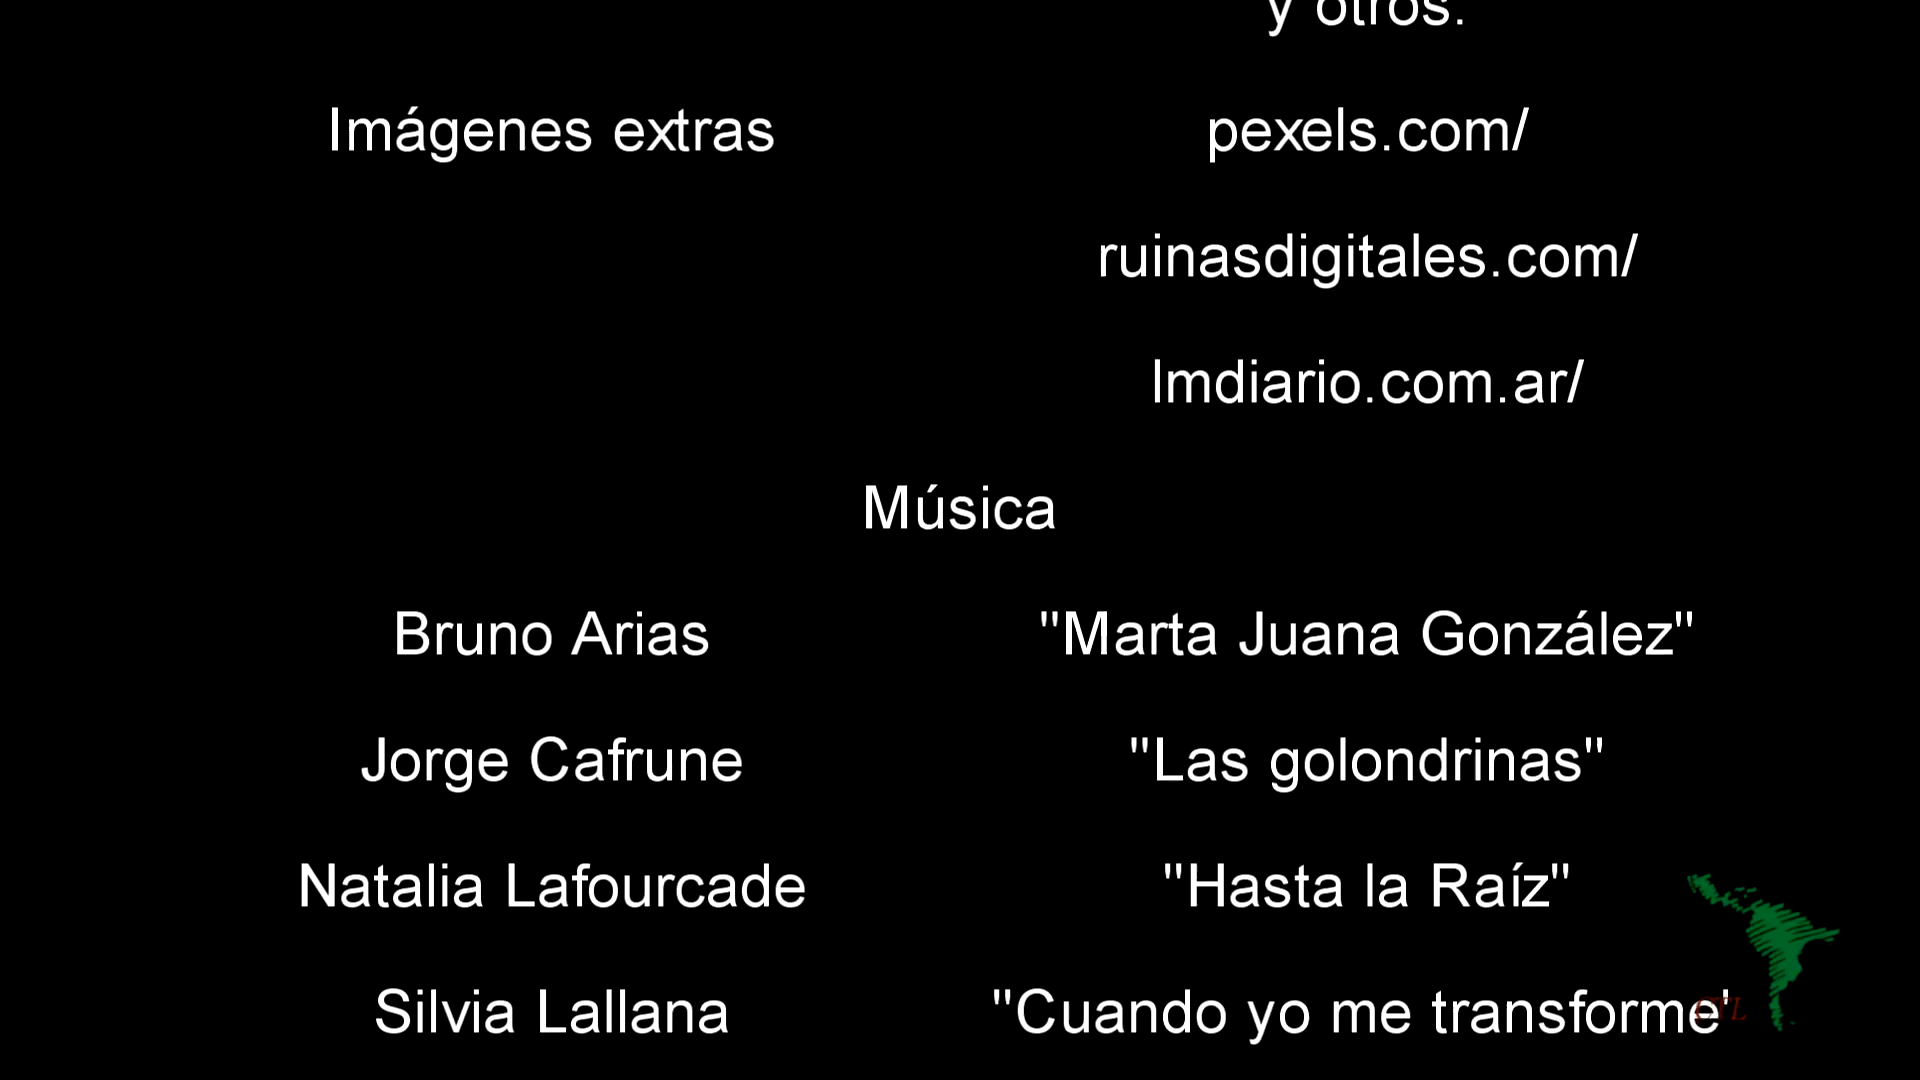 y otros.
Imágenes extras pexels.com/
ruinasdigitales.com/
lmdiario.com.ar/
Música
Bruno Arias "Marta Juana González"
Jorge Cafrune "Las golondrinas"
Natalia Lafourcade "Hasta la Raíz"
Silvia Lallana "Cuando yo me transforme"